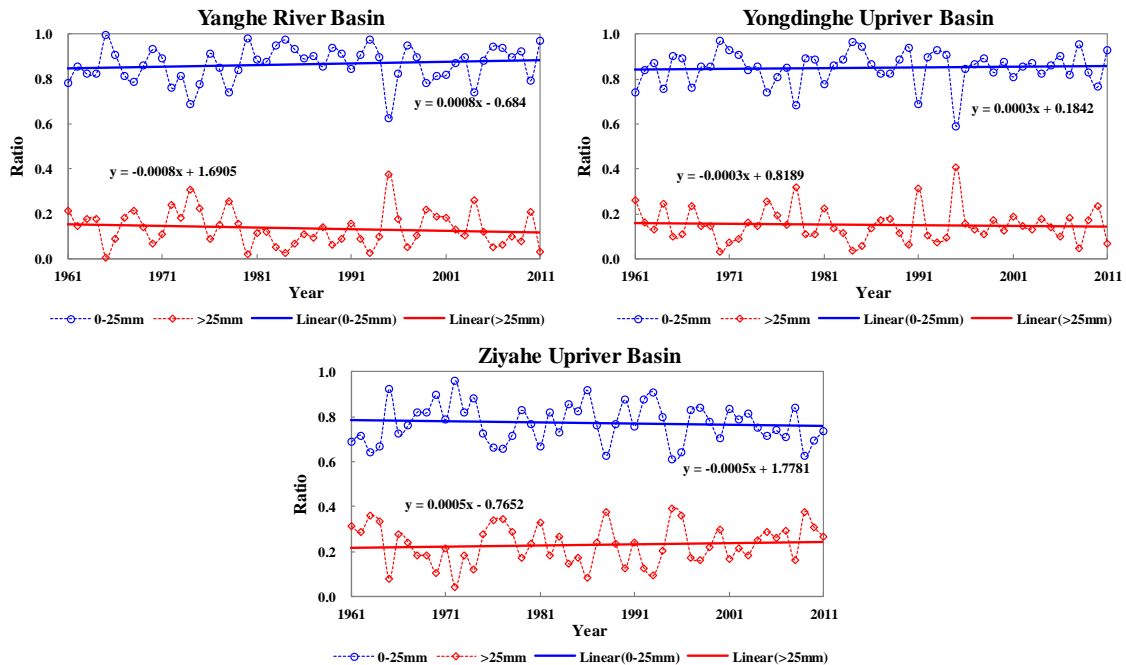 Yanghe River Basin
1.0
0.8
0.6
0.4
0.2
0.0
Ratio
y = 0.0008x - 0.684
y = -0.0008x + 1.6905
1961 1971 1981 1991 2001 2011
Year
0-25mm >25mm Linear(0-25mm) Linear(>25mm)
Yongdinghe Upriver Basin
1.0
0.8
0.6
0.4
0.2
0.0
Ratio
y = 0.0003x + 0.1842
y = -0.0003x + 0.8189
1961 1971 1981 1991 2001 2011
Year
0-25mm >25mm Linear(0-25mm) Linear(>25mm)
Ziyahe Upriver Basin
1.0
0.8
0.6
0.4
0.2
0.0
Ratio
y = -0.0005x + 1.7781
y = 0.0005x - 0.7652
1961 1971 1981 1991 2001 2011
Year
0-25mm >25mm Linear(0-25mm) Linear(>25mm)